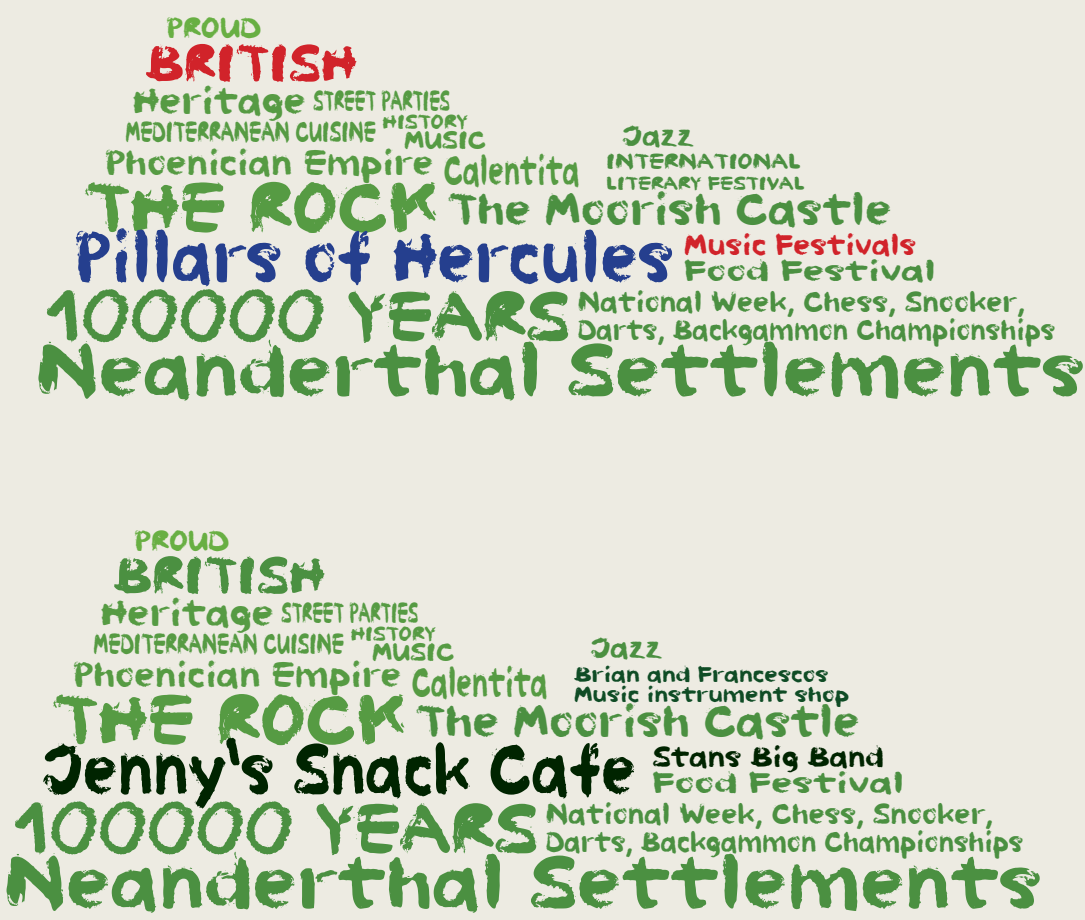 PROUD
BRITISH
Heritage STREET PARTIES
MEDITERRANEAN CUISINE HISTORY MUSIC
Phoenician Empire Calentita
Jazz
INTERNATIONAL
LITERARY FESTIVAL
THE ROCK The Moorish Castle
Pillars of Hercules Music Festivals
Food Festival
100000 YEARS National Week, Chess, Snooker,
Darts, Backgammon Championships
Neanderthal Settlements
PROUD
BRITISH
Heritage STREET PARTIES
MEDITERRANEAN CUISINE HISTORY MUSIC
Phoenician Empire Calentita
Jazz
Brian and Francescos
Music instrument shop
THE ROCK The Moorish Castle
Jenny's Snack Cafe Stans Big Band
Food Festival
100000 YEARS National Week, Chess, Snooker,
Darts, Backgammon Championships
Neanderthal Settlements